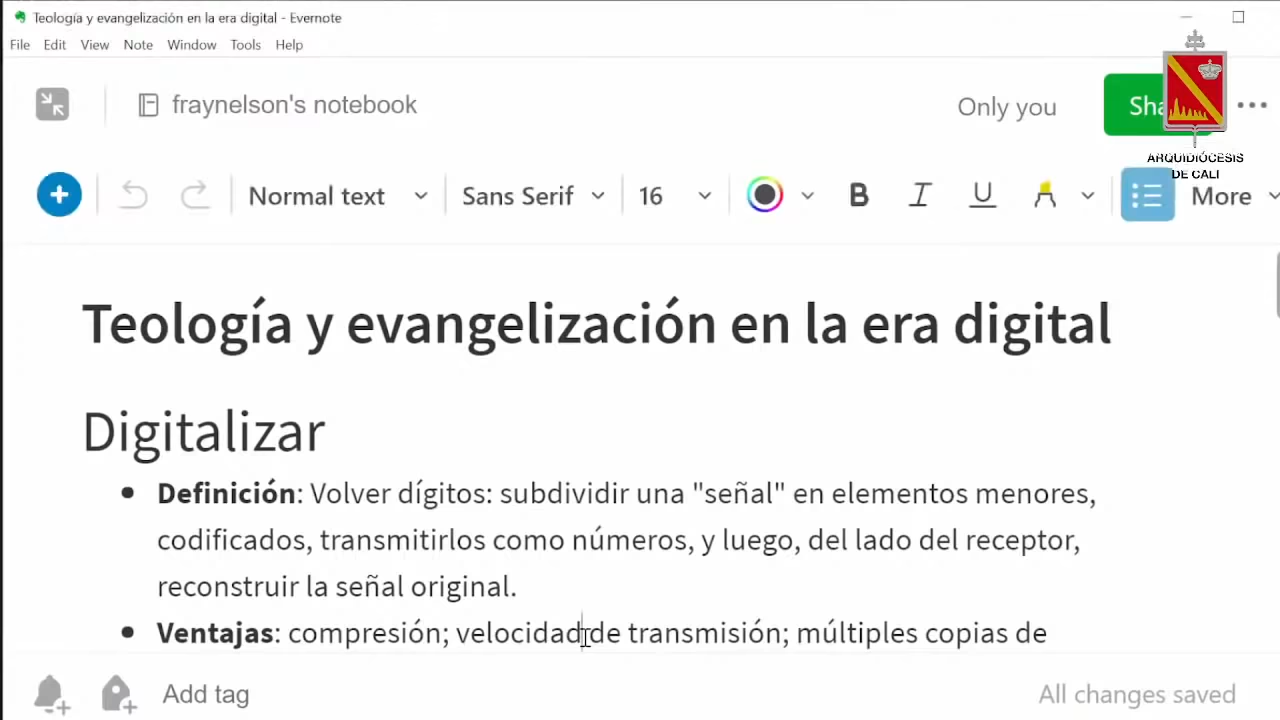 Teología y evangelización en la era digital - Evernote
File Edit View Note Window Tools Help
fraynelson's notebook
Only you
Sha
ARQUIDIÓCESIS
DE CALI
Normal text
Sans Serif
16
B I U
More
Teología y evangelización en la era digital
Digitalizar
Definición: Volver dígitos: subdividir una "señal" en elementos menores,
codificados, transmitirlos como números, y luego, del lado del receptor,
reconstruir la señal original.
Ventajas: compresión; velocidad de transmisión; múltiples copias de
Add tag
All changes saved